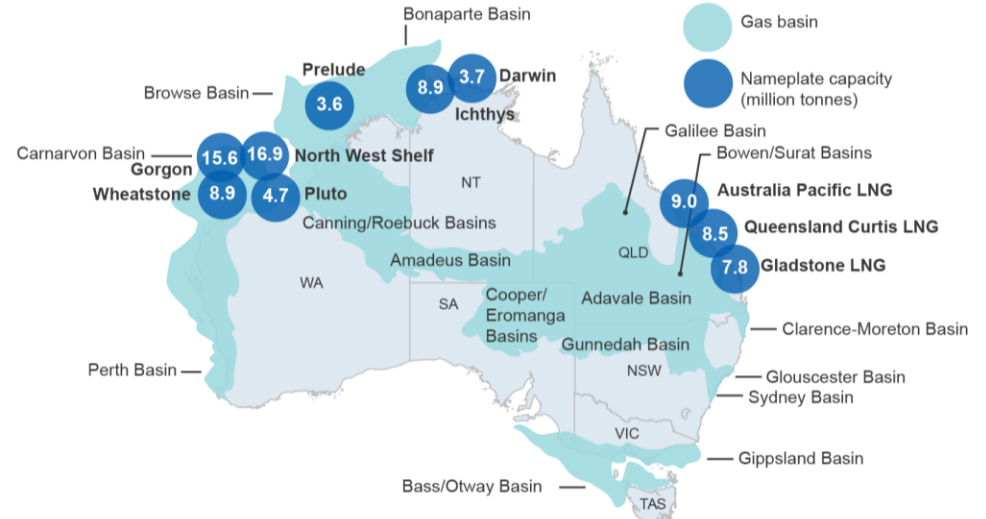 Bonaparte Basin
Gas basin
Prelude
3.7 Darwin
8.9
Nameplate capacity
(million tonnes)
Browse Basin
3.6
Ichthys
Galilee Basin
Carnarvon Basin
15.6 16.9 North West Shelf
Bowen/Surat Basins
Gorgon
NT
Wheatstone 8.9 4.7 Pluto
9.0 Australia Pacific LNG
Canning/Roebuck Basins
8.5 Queensland Curtis LNG
QLD
Amadeus Basin
7.8 Gladstone LNG
WA
SA
Cooper/
Eromanga
Basins
Adavale Basin
Clarence-Moreton Basin
Gunnedah Basin
Perth Basin
NSW
Glouscester Basin
Sydney Basin
VIC
Gippsland Basin
Bass/Otway Basin
TAS